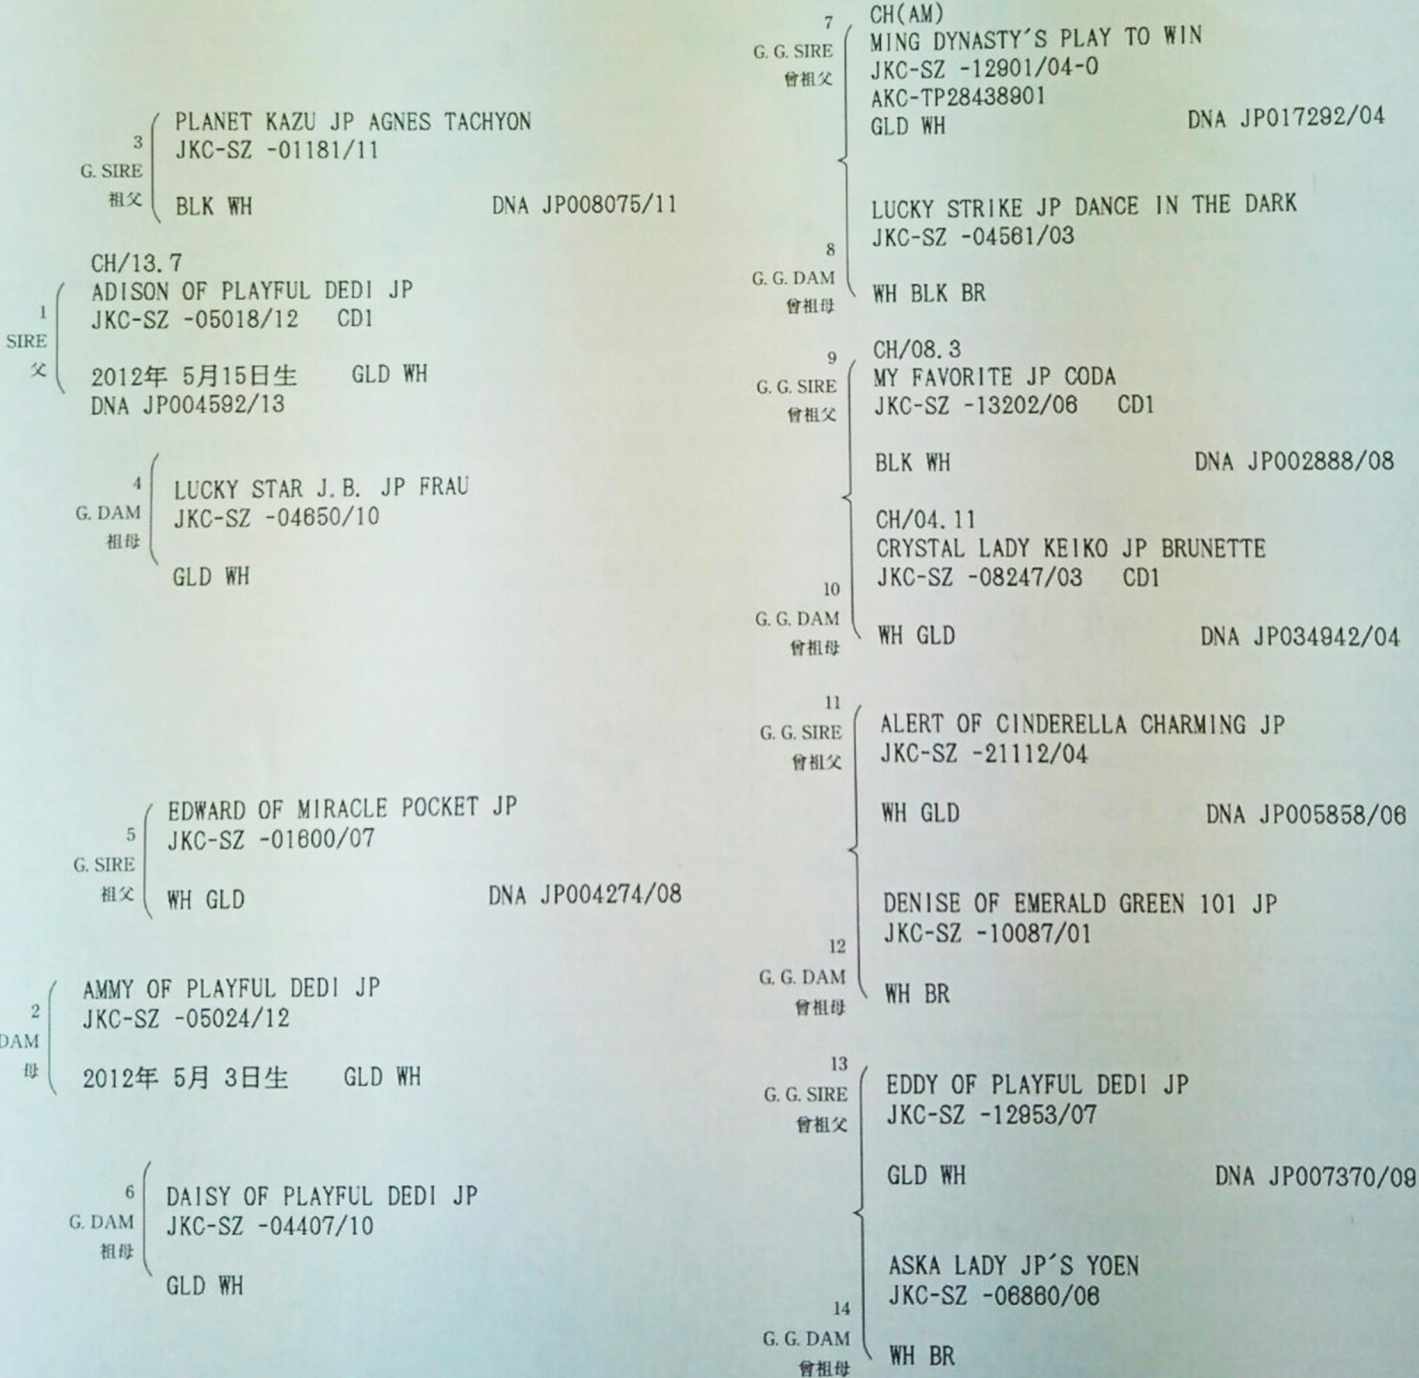 3
G. SIRE
祖父
PLANET KAZU JP AGNES TACHYON
JKC-SZ -01181/11
BLK WH DNA JP008075/11
1
SIRE
父
CH/13.7
ADISON OF PLAYFUL DEDI JP
JKC-SZ -05018/12 CD1
2012年 5月15日生 GLD WH
DNA JP004592/13
4
G. DAM
祖母
LUCKY STAR J.B. JP FRAU
JKC-SZ -04650/10
GLD WH
5
G. SIRE
祖父
EDWARD OF MIRACLE POCKET JP
JKC-SZ -01600/07
WH GLD DNA JP004274/08
2
DAM
母
AMMY OF PLAYFUL DEDI JP
JKC-SZ -05024/12
2012年 5月 3日生 GLD WH
6
G. DAM
祖母
DAISY OF PLAYFUL DEDI JP
JKC-SZ -04407/10
GLD WH
7
G. G. SIRE
曾祖父
CH(AM)
MING DYNASTY'S PLAY TO WIN
JKC-SZ -12901/04-0
AKC-TP28438901
GLD WH DNA JP017292/04
8
G. G. DAM
曾祖母
LUCKY STRIKE JP DANCE IN THE DARK
JKC-SZ -04561/03
WH BLK BR
9
G. G. SIRE
曾祖父
CH/08.3
MY FAVORITE JP CODA
JKC-SZ -13202/06 CD1
BLK WH DNA JP002888/08
10
G. G. DAM
曾祖母
CH/04.11
CRYSTAL LADY KEIKO JP BRUNETTE
JKC-SZ -08247/03 CD1
WH GLD DNA JP034942/04
11
G. G. SIRE
曾祖父
ALERT OF CINDERELLA CHARMING JP
JKC-SZ -21112/04
WH GLD DNA JP005858/06
12
G. G. DAM
曾祖母
DENISE OF EMERALD GREEN 101 JP
JKC-SZ -10087/01
WH BR
13
G. G. SIRE
曾祖父
EDDY OF PLAYFUL DEDI JP
JKC-SZ -12953/07
GLD WH DNA JP007370/09
14
G. G. DAM
曾祖母
ASKA LADY JP'S YOEN
JKC-SZ -06860/06
WH BR